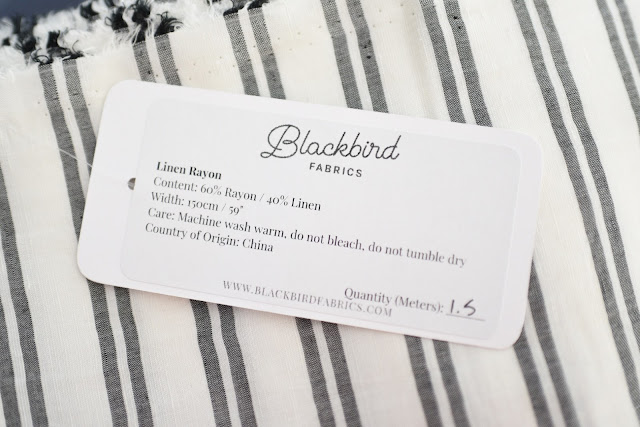 Blackbird
FABRICS
Linen Rayon
Content: 60% Rayon / 40% Linen
Width: 150cm / 59"
Care: Machine wash warm, do not bleach, do not tumble dry
Country of Origin: China
Quantity (Meters): 1.5
WWW.BLACKBIRDFABRICS.COM